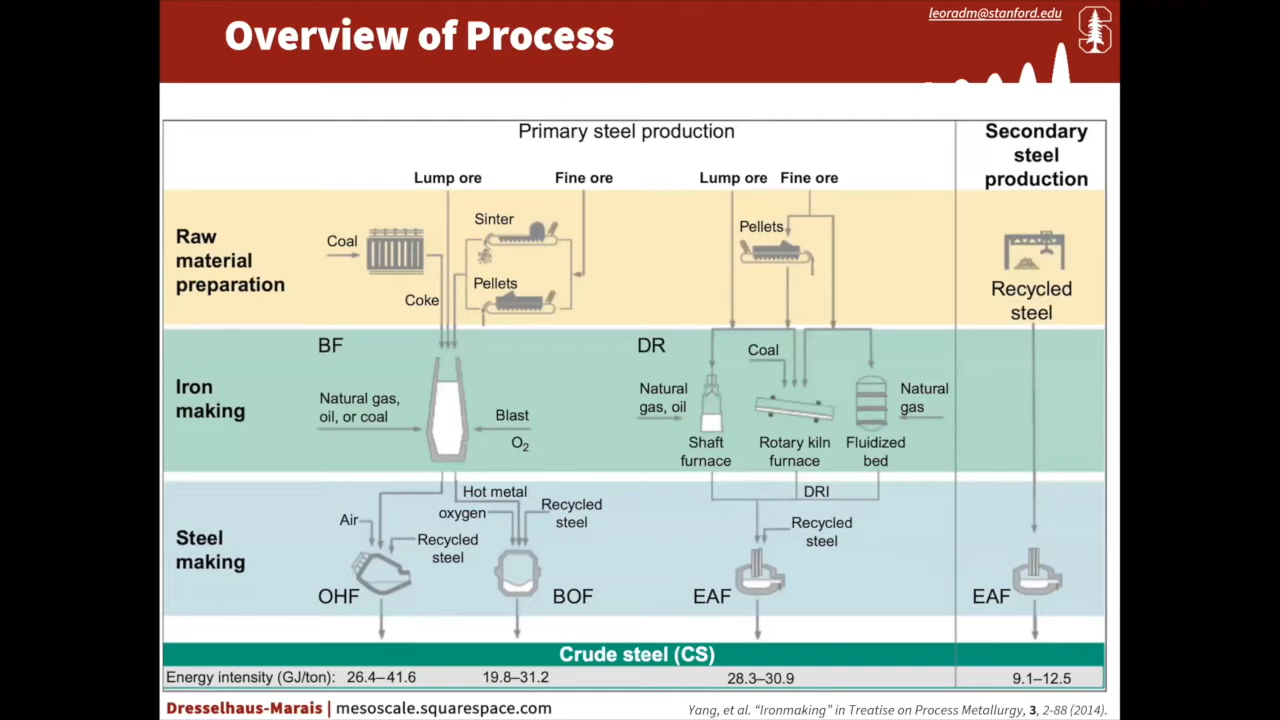 leoradm@stanford.edu
Overview of Process
S
Primary steel production
Secondary
steel
production
Lump ore
Fine ore
Lump ore
Fine ore
Raw
material
preparation
Coal
Sinter
Pellets
Coke
Pellets
Recycled
steel
Iron
making
BF
Natural gas,
oil, or coal
Blast
O2
DR
Coal
Natural
gas, oil
Natural
gas
Shaft
furnace
Rotary kiln
furnace
Fluidized
bed
Steel
making
Hot metal
oxygen
Recycled
steel
Air
Recycled
steel
OHF
BOF
DRI
Recycled
steel
EAF
EAF
Crude steel (CS)
Energy intensity (GJ/ton): 26.4–41.6 19.8–31.2 28.3–30.9 9.1–12.5
Dresselhaus-Marais | mesoscale.squarespace.com
Yang, et al. “Ironmaking” in Treatise on Process Metallurgy, 3, 2-88 (2014).